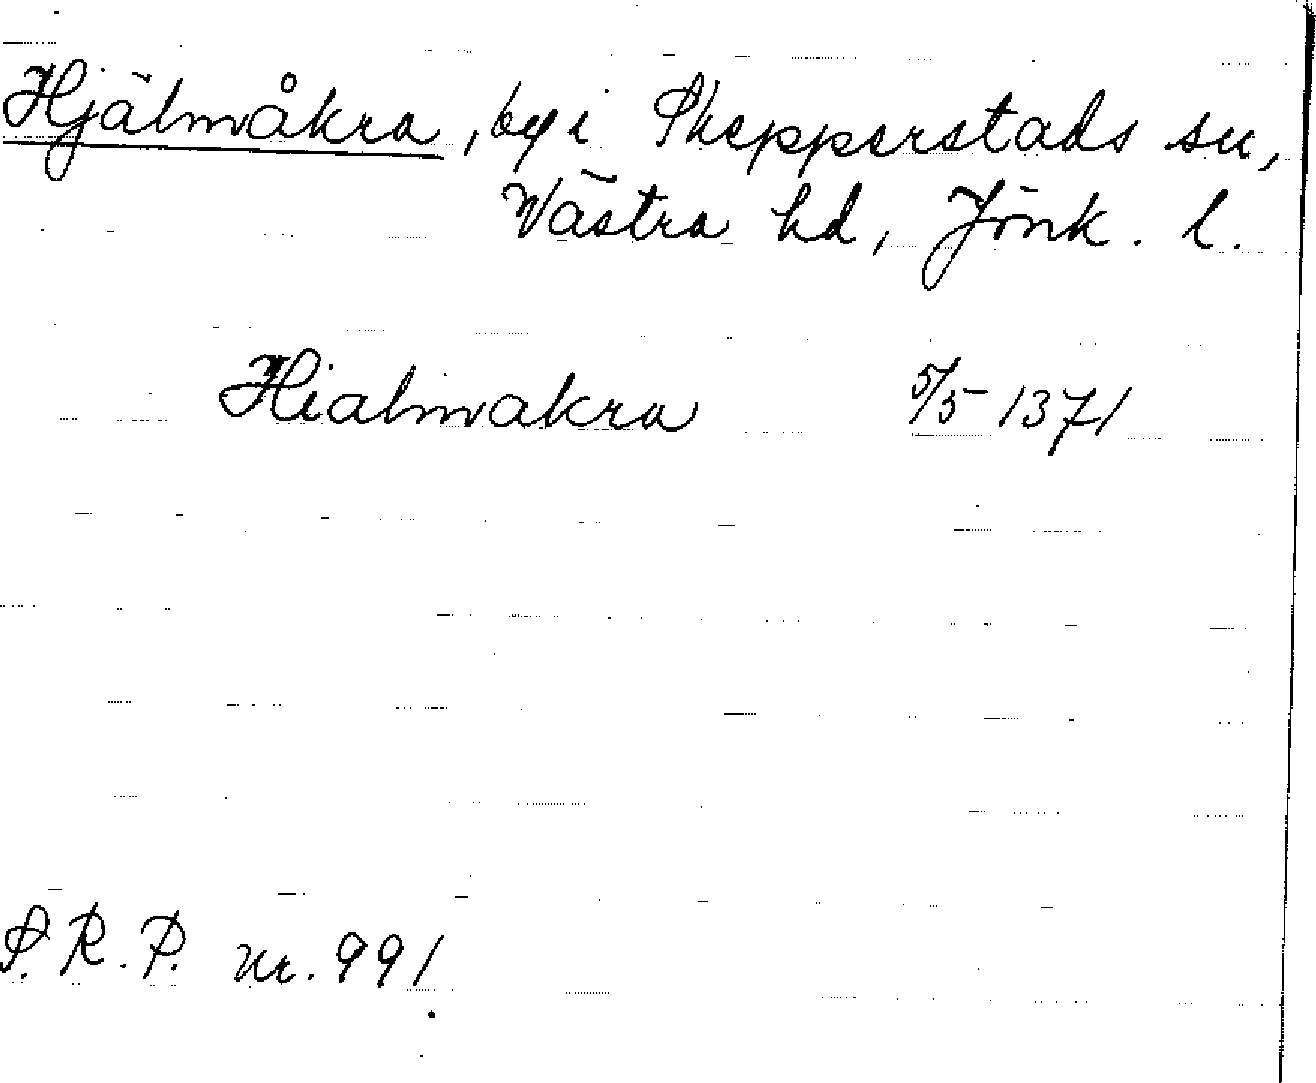 Hjälmåkra, by i Skepperstads sn,
Västra hd, Jönk. l.
Hialmakra 5/5 1371
S.R.P. nr. 991